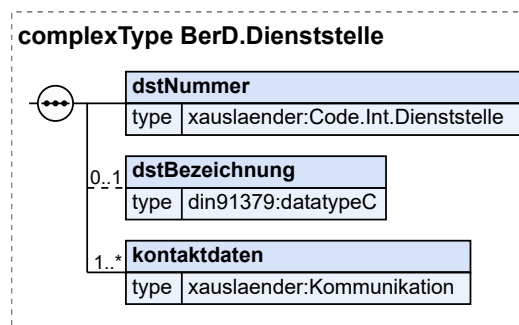 complexType BerD.Dienststelle
dstNummer
type xauslaender:Code.Int.Dienststelle
0..1 dstBezeichnung
type din91379:datatypeC
1..* kontaktdaten
type xauslaender:Kommunikation